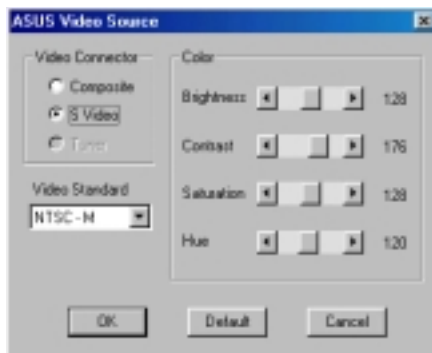 ASUS Video Source
Video Connector
Composite
S Video
Tuner
Video Standard
NTSC-M
Color
Brightness 128
Contrast 176
Saturation 128
Hue 120
OK Default Cancel